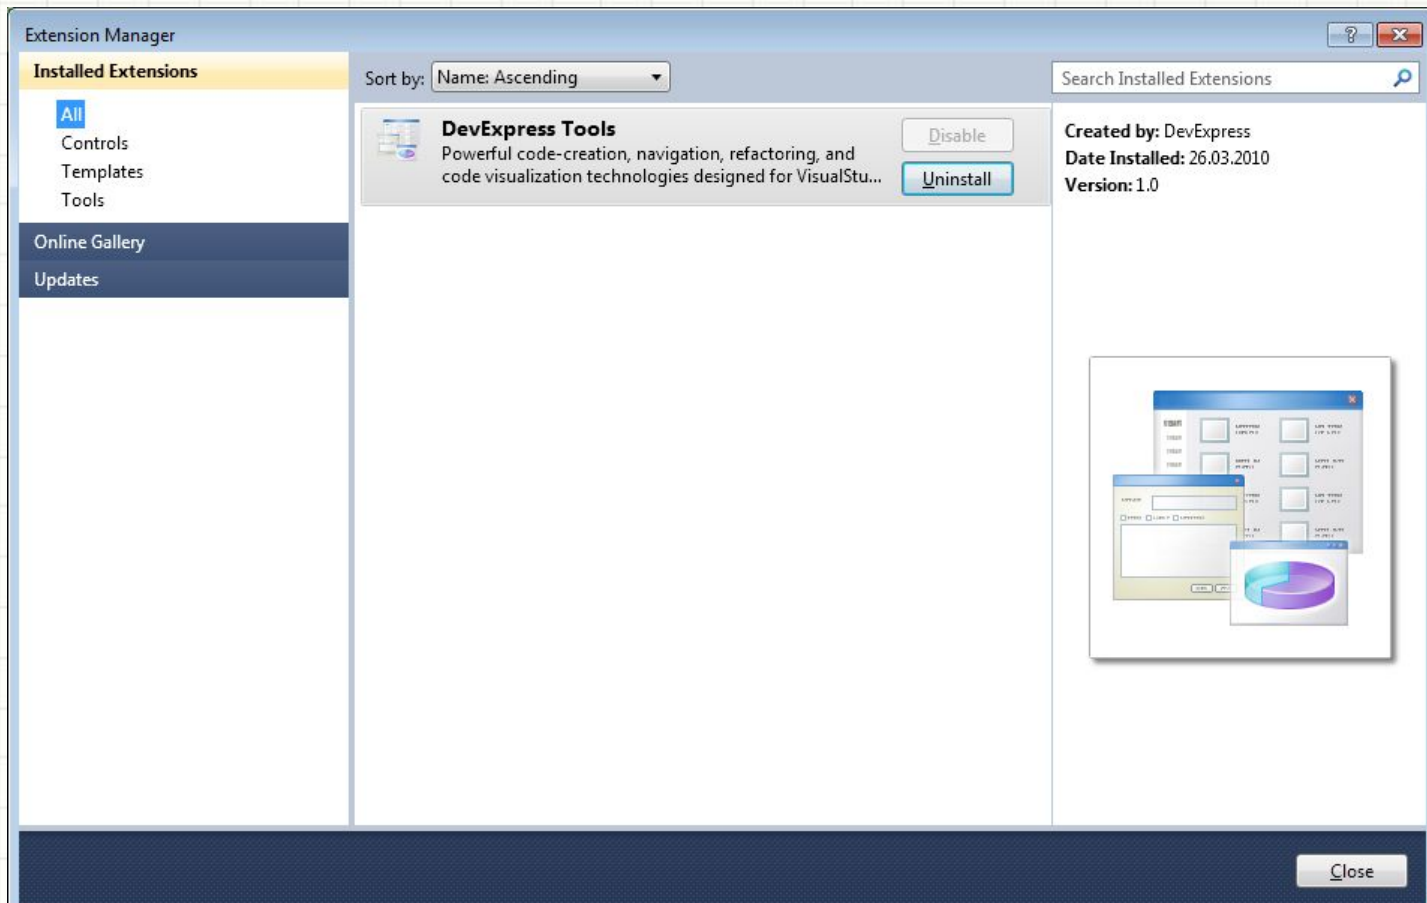 Extension Manager
Installed Extensions
All
Controls
Templates
Tools
Online Gallery
Updates
Sort by: Name: Ascending
Search Installed Extensions
DevExpress Tools
Powerful code-creation, navigation, refactoring, and
code visualization technologies designed for VisualStu...
Disable
Uninstall
Created by: DevExpress
Date Installed: 26.03.2010
Version: 1.0
Close